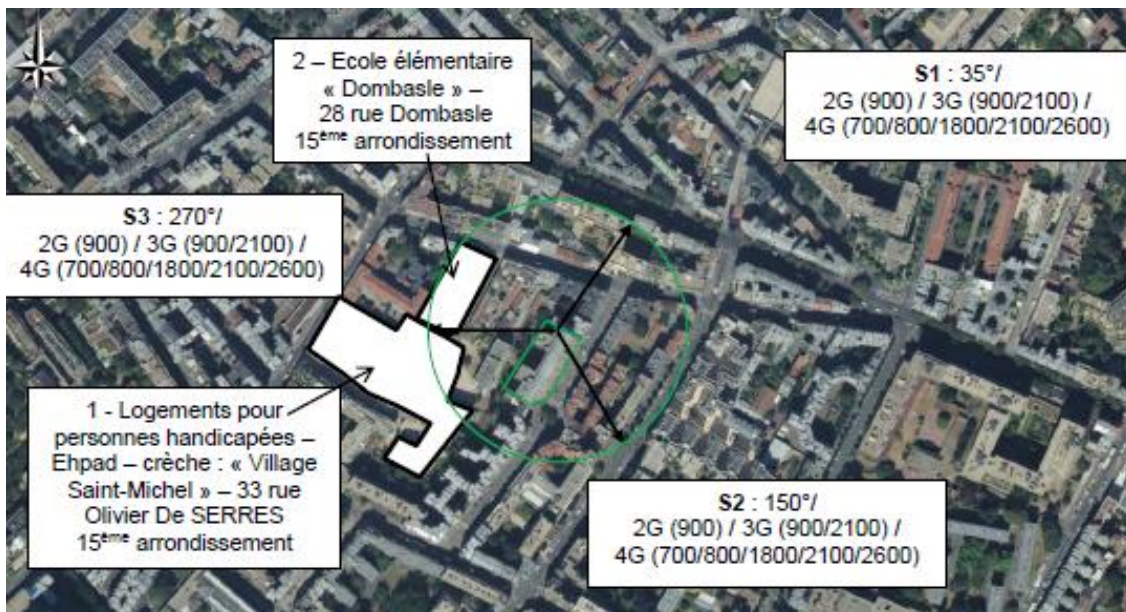 2 – Ecole élémentaire
« Dombasle » –
28 rue Dombasle
15ème arrondissement
S1 : 35°/
2G (900) / 3G (900/2100) /
4G (700/800/1800/2100/2600)
S3 : 270°/
2G (900) / 3G (900/2100) /
4G (700/800/1800/2100/2600)
1 - Logements pour
personnes handicapées –
Ehpad – crèche : « Village
Saint-Michel » – 33 rue
Olivier De SERRES
15ème arrondissement
S2 : 150°/
2G (900) / 3G (900/2100) /
4G (700/800/1800/2100/2600)